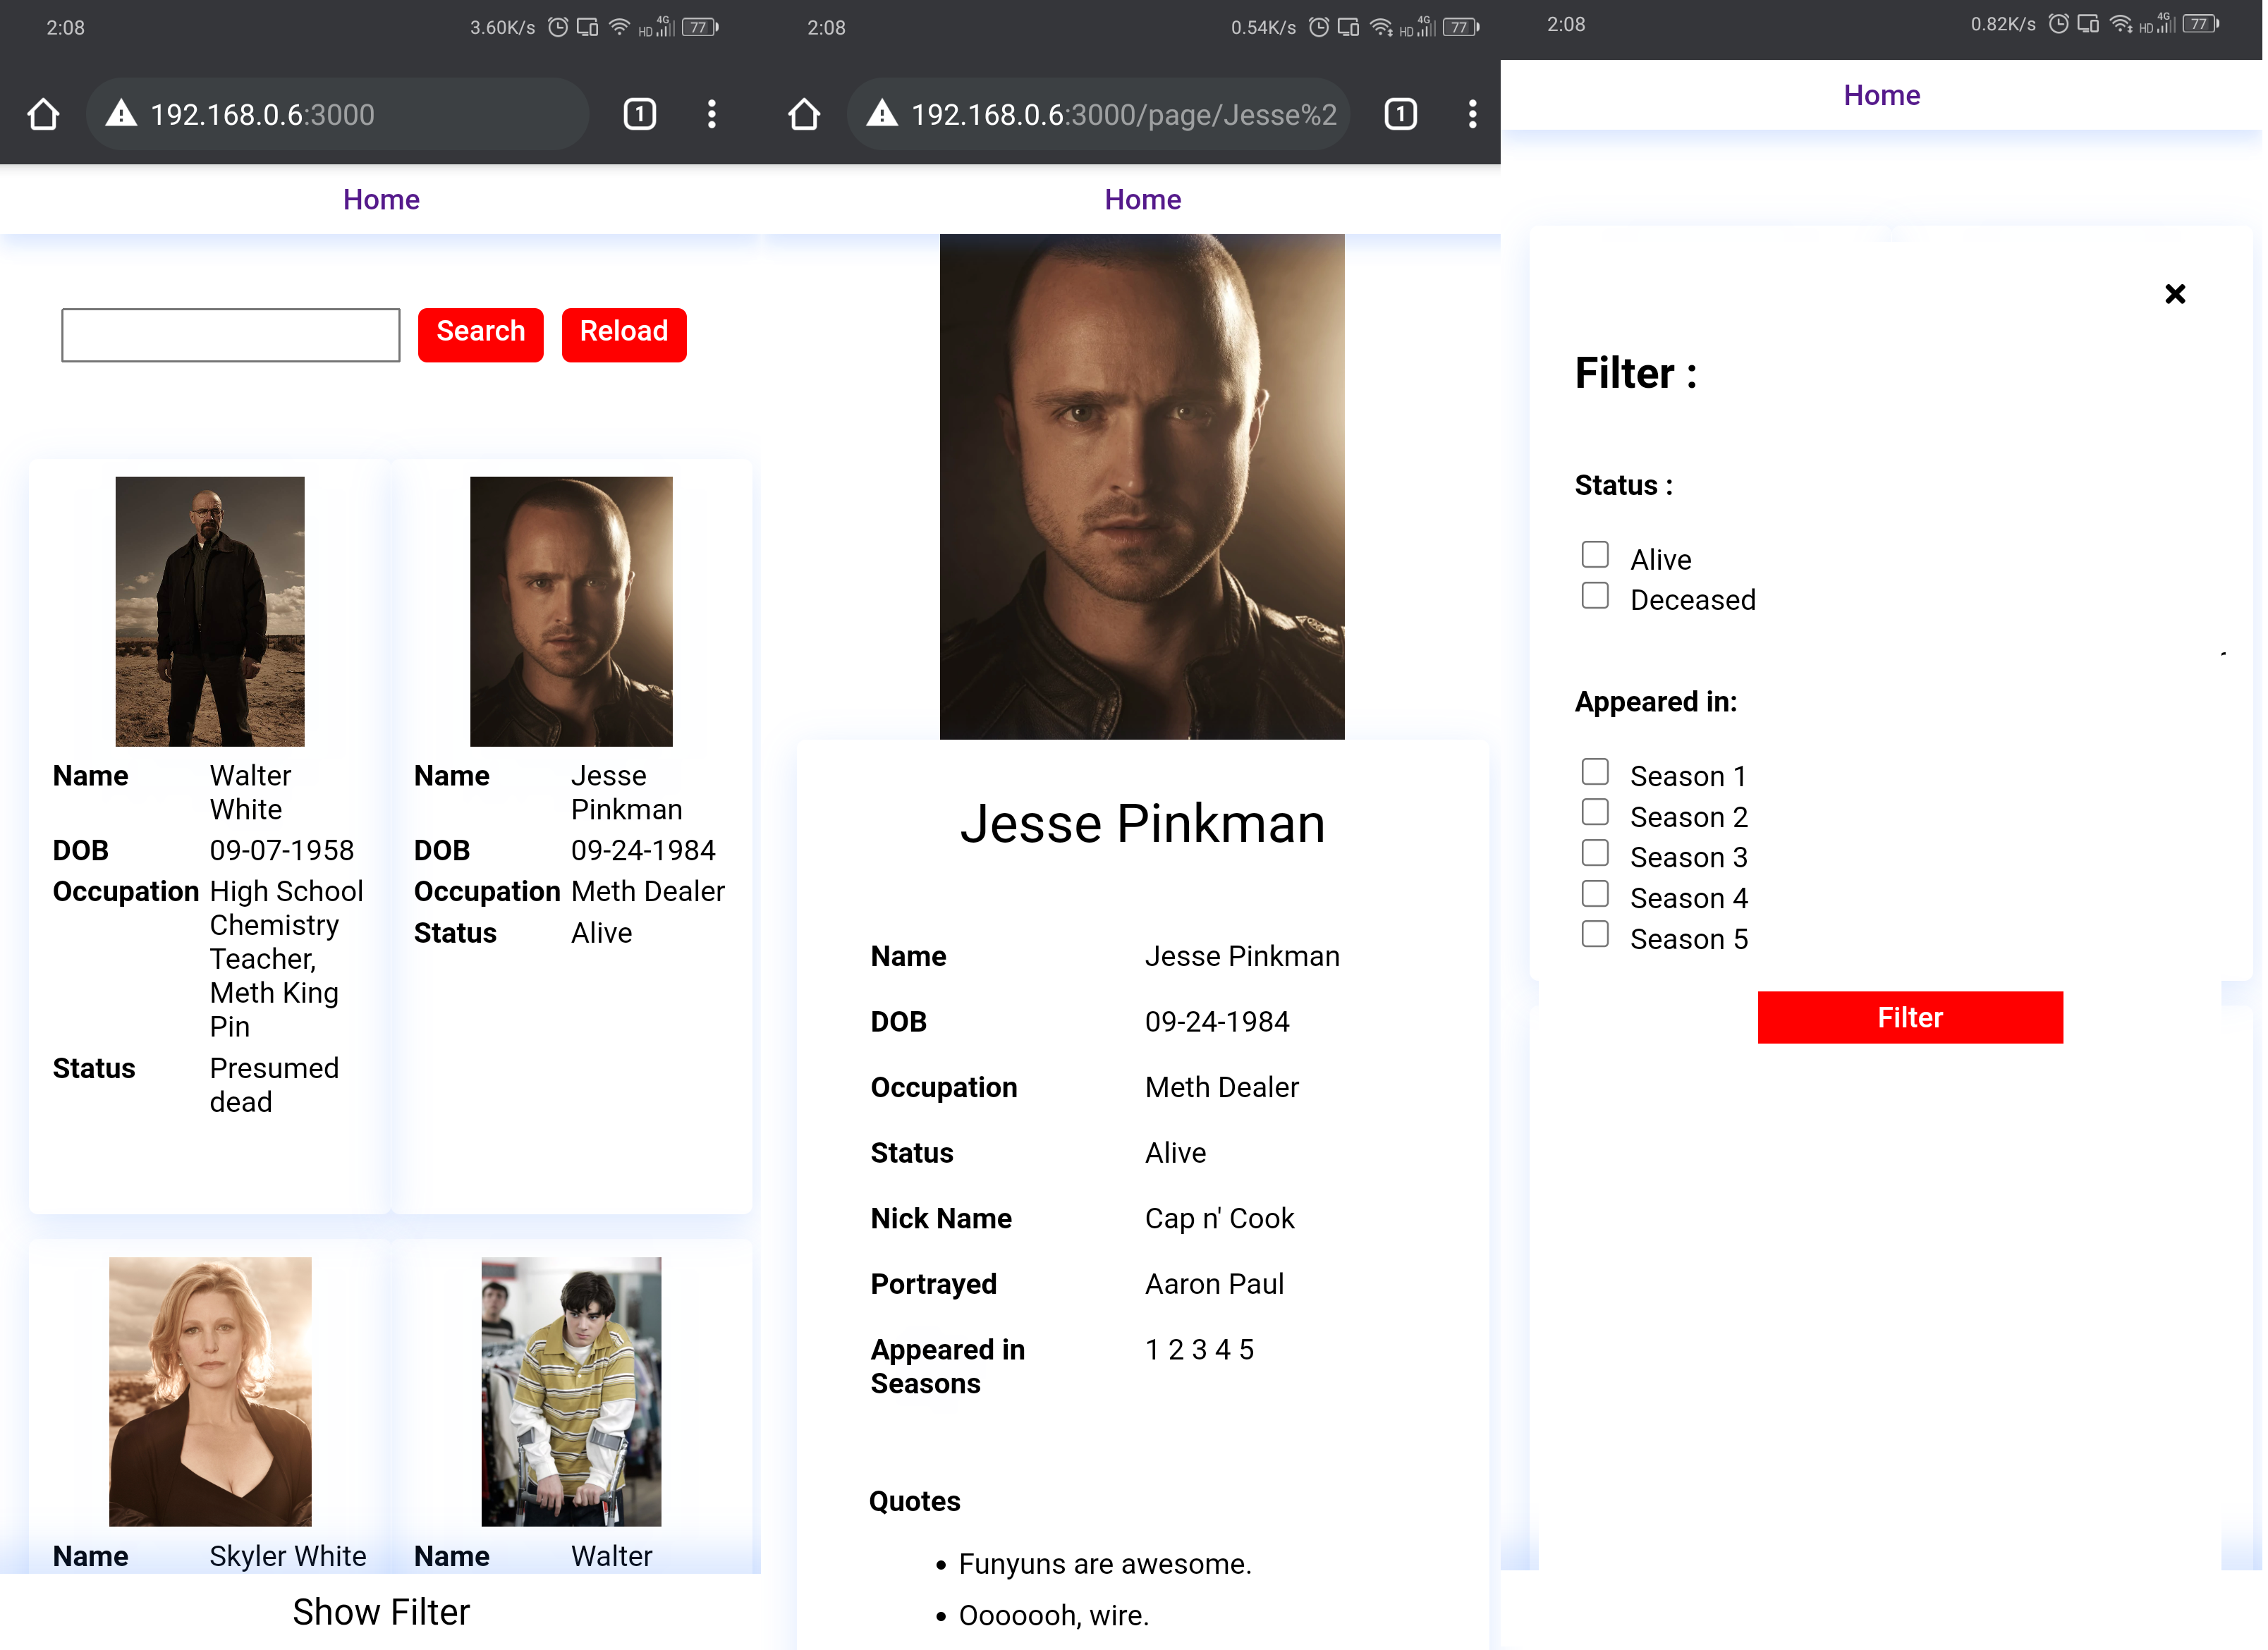 2:08 3.60K/s HD 4G 77
192.168.0.6:3000 1
Home
Search Reload
Name Walter
White
DOB 09-07-1958
Occupation High School
Chemistry
Teacher,
Meth King
Pin
Status Presumed
dead
Name Jesse
Pinkman
DOB 09-24-1984
Occupation Meth Dealer
Status Alive
Name Skyler White
Name Walter
Show Filter
2:08 0.54K/s HD 4G 77
192.168.0.6:3000/page/Jesse%2 1
Home
Jesse Pinkman
Name Jesse Pinkman
DOB 09-24-1984
Occupation Meth Dealer
Status Alive
Nick Name Cap n' Cook
Portrayed Aaron Paul
Appeared in 1 2 3 4 5
Seasons
Quotes
• Funyuns are awesome.
• Ooooooh, wire.
2:08 0.82K/s HD 4G 77
Home
Filter :
Status :
Alive
Deceased
Appeared in:
Season 1
Season 2
Season 3
Season 4
Season 5
Filter